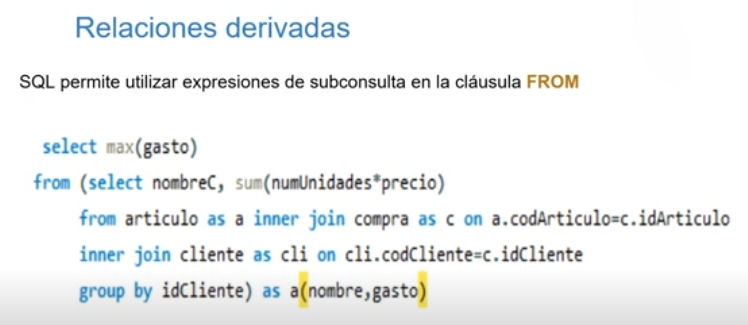 Relaciones derivadas
SQL permite utilizar expresiones de subconsulta en la cláusula FROM
select max(gasto)
from (select nombreC, sum(numUnidades*precio)
from articulo as a inner join compra as c on a.codArticulo=c.idArticulo
inner join cliente as cli on cli.codCliente=c.idCliente
group by idCliente) as a(nombre,gasto)